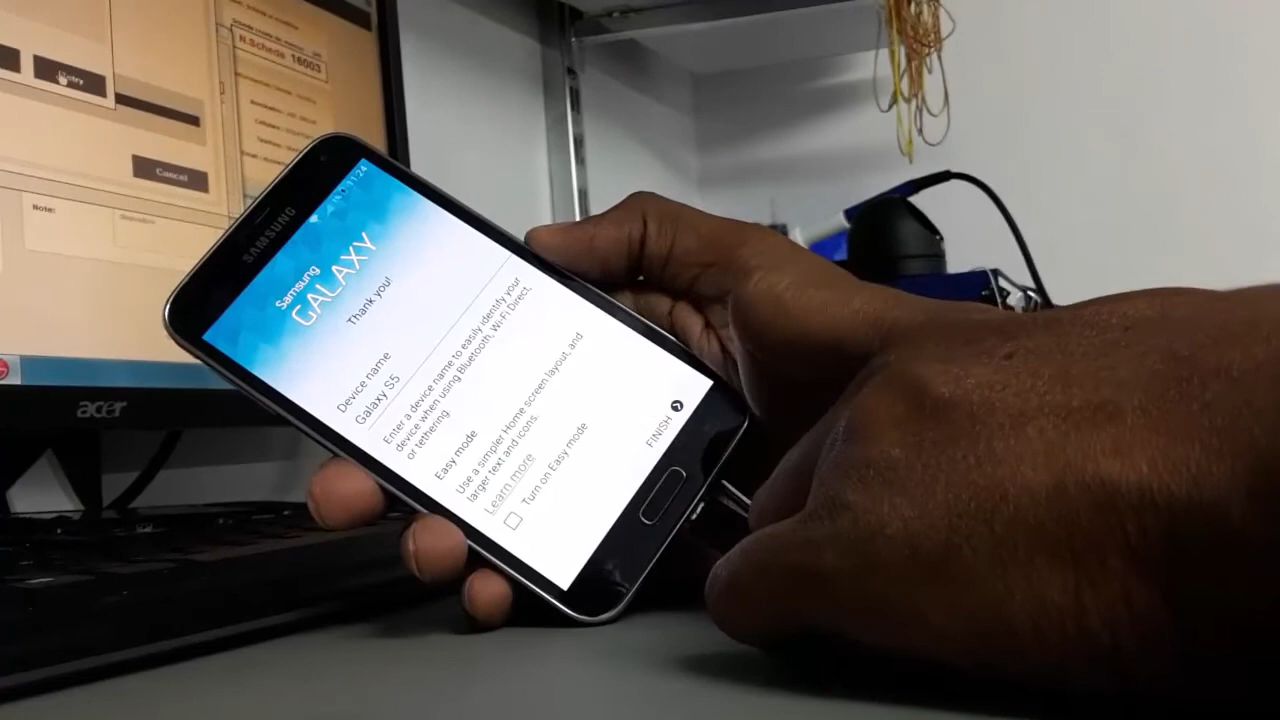 Retry
N.Scheda 16003
Cancel
Note:
acer
SAMSUNG
11:24
Samsung
GALAXY
Thank you!
Device name
Galaxy S5
Enter a device name to easily identify your
device when using Bluetooth, Wi-Fi Direct,
or tethering
Easy mode
Use a simpler Home screen layout, and
larger text and icons.
Learn more
Turn on Easy mode
FINISH